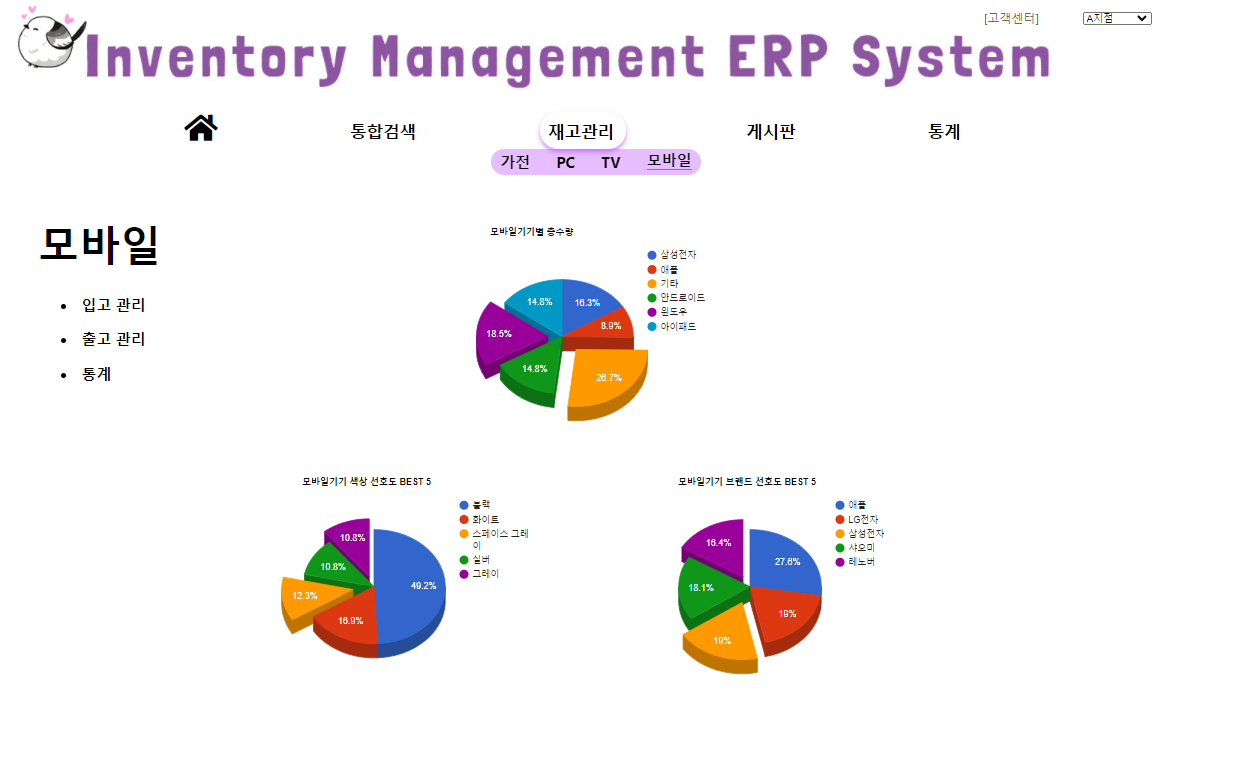 [고객센터]
A지점
Inventory Management ERP System
통합검색
재고관리
게시판
통계
가전
PC
TV
모바일
모바일
입고 관리
출고 관리
통계
모바일기기별 총수량
삼성전자
애플
기타
안드로이드
윈도우
아이패드
14.8%
16.3%
8.9%
18.5%
14.8%
26.7%
모바일기기 색상 선호도 BEST 5
블랙
화이트
스페이스 그레
이
실버
그레이
10.8%
10.8%
49.2%
12.3%
16.9%
모바일기기 브랜드 선호도 BEST 5
애플
LG전자
삼성전자
샤오미
레노버
16.4%
27.6%
18.1%
19%
19%